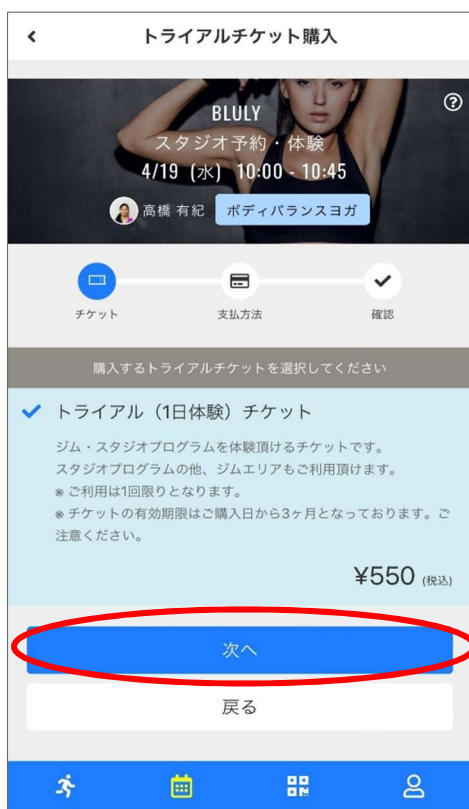 トライアルチケット購入
BLULY
スタジオ予約・体験
4/19 (水) 10:00 - 10:45
高橋 有紀 ボディバランスヨガ
チケット 支払方法 確認
購入するトライアルチケットを選択してください
トライアル（1日体験）チケット
ジム・スタジオプログラムを体験頂けるチケットです。
スタジオプログラムの他、ジムエリアもご利用頂けます。
※ ご利用は1回限りとなります。
※ チケットの有効期限はご購入日から3ヶ月となっております。ご
注意ください。
¥550 (税込)
次へ
戻る